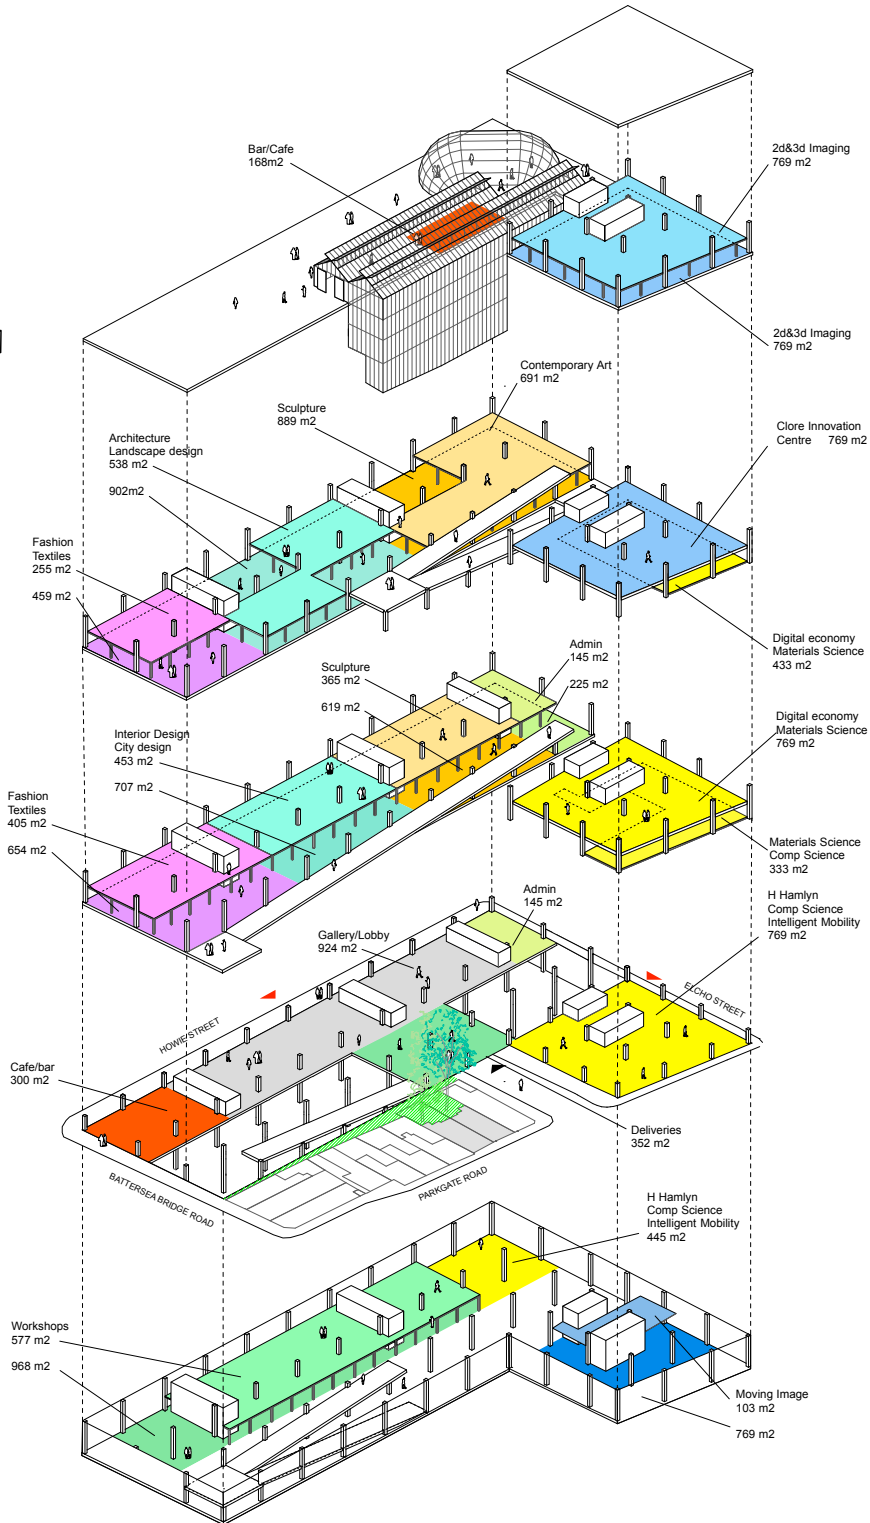 Bar/Cafe
168m2
2d&3d Imaging
769 m2
2d&3d Imaging
769 m2
Contemporary Art
691 m2
Sculpture
889 m2
Architecture
Landscape design
538 m2
902m2
Clore Innovation
Centre 769 m2
Fashion
Textiles
255 m2
459 m2
Digital economy
Materials Science
433 m2
Admin
145 m2
225 m2
Sculpture
365 m2
619 m2
Interior Design
City design
453 m2
707 m2
Digital economy
Materials Science
769 m2
Fashion
Textiles
405 m2
654 m2
Materials Science
Comp Science
333 m2
Admin
145 m2
H Hamlyn
Comp Science
Intelligent Mobility
769 m2
Gallery/Lobby
924 m2
ELCHO STREET
HOWIE STREET
Cafe/bar
300 m2
Deliveries
352 m2
BATTERSEA BRIDGE ROAD
PARKGATE ROAD
H Hamlyn
Comp Science
Intelligent Mobility
445 m2
Workshops
577 m2
968 m2
Moving Image
103 m2
769 m2